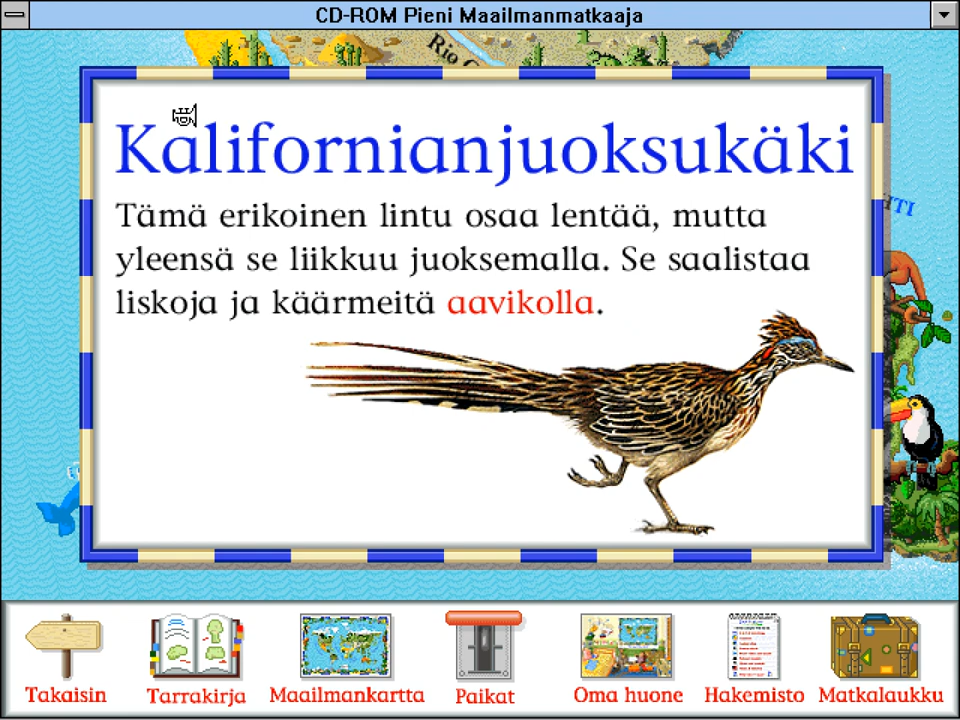 CD-ROM Pieni Maailmanmatkaaja
Rio
Kalifornianjuoksukäki
Tämä erikoinen lintu osaa lentää, mutta
yleensä se liikkuu juoksemalla. Se saalistaa
liskoja ja käärmeitä aavikolla.
Takaisin
Tarrakirja
Maailmankartta
Paikat
Oma huone
Hakemisto
Matkalaukku